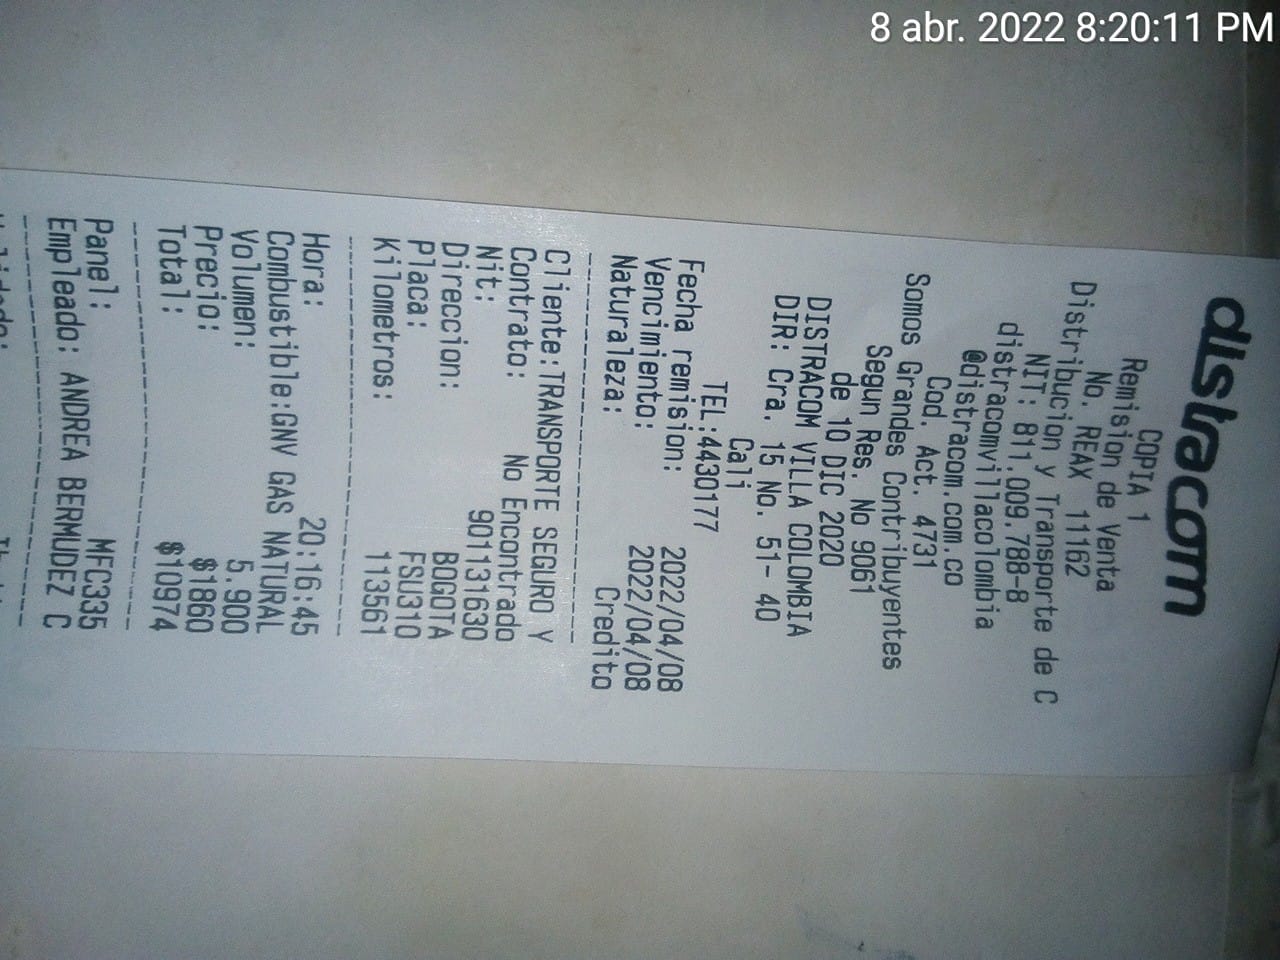 8 abr. 2022 8:20:11 PM
distracom
COPIA 1
Remision de Venta
No. REAX 11162
Distribucion y Transporte de C
NIT: 811.009.788-8
distracomvillacolombia
@distracom.com.co
Cod. Act. 4731
Somos Grandes Contribuyentes
Segun Res. No 9061
de 10 DIC 2020
DISTRACOM VILLA COLOMBIA
DIR: Cra. 15 No. 51- 40
Cali
TEL:4430177
Fecha remision: 2022/04/08
Vencimiento: 2022/04/08
Naturaleza: Credito
Cliente:TRANSPORTE SEGURO Y
Contrato: No Encontrado
Nit: 901131630
Direccion: BOGOTA
Placa: FSU310
Kilometros: 113561
Hora: 20:16:45
Combustible:GNV GAS NATURAL
Volumen: 5.900
Precio: $1860
Total: $10974
Panel: MFC335
Empleado: ANDREA BERMUDEZ C